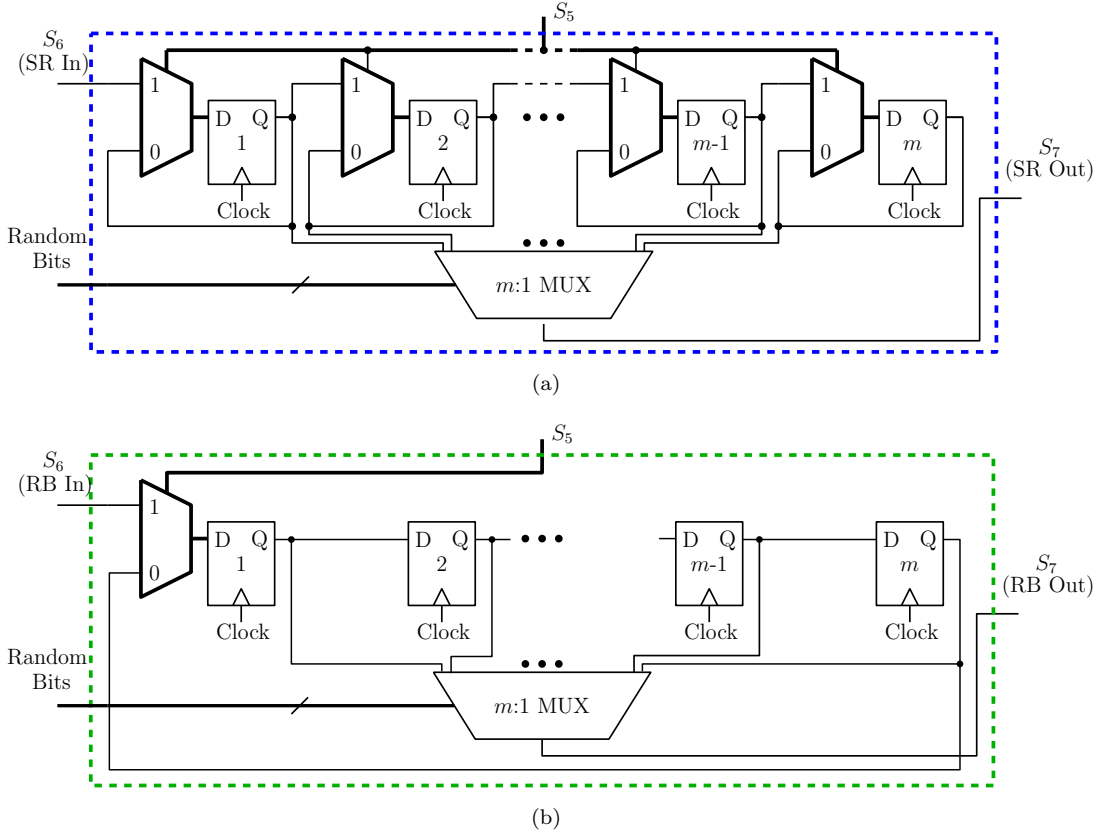 S5
S6
(SR In)
1
0
D Q
1
Clock
1
0
D Q
2
Clock
1
0
D Q
m-1
Clock
1
0
D Q
m
Clock
S7
(SR Out)
Random
Bits
m:1 MUX
(a)
S5
S6
(RB In)
1
0
D Q
1
Clock
D Q
2
Clock
D Q
m-1
Clock
D Q
m
Clock
S7
(RB Out)
Random
Bits
m:1 MUX
(b)